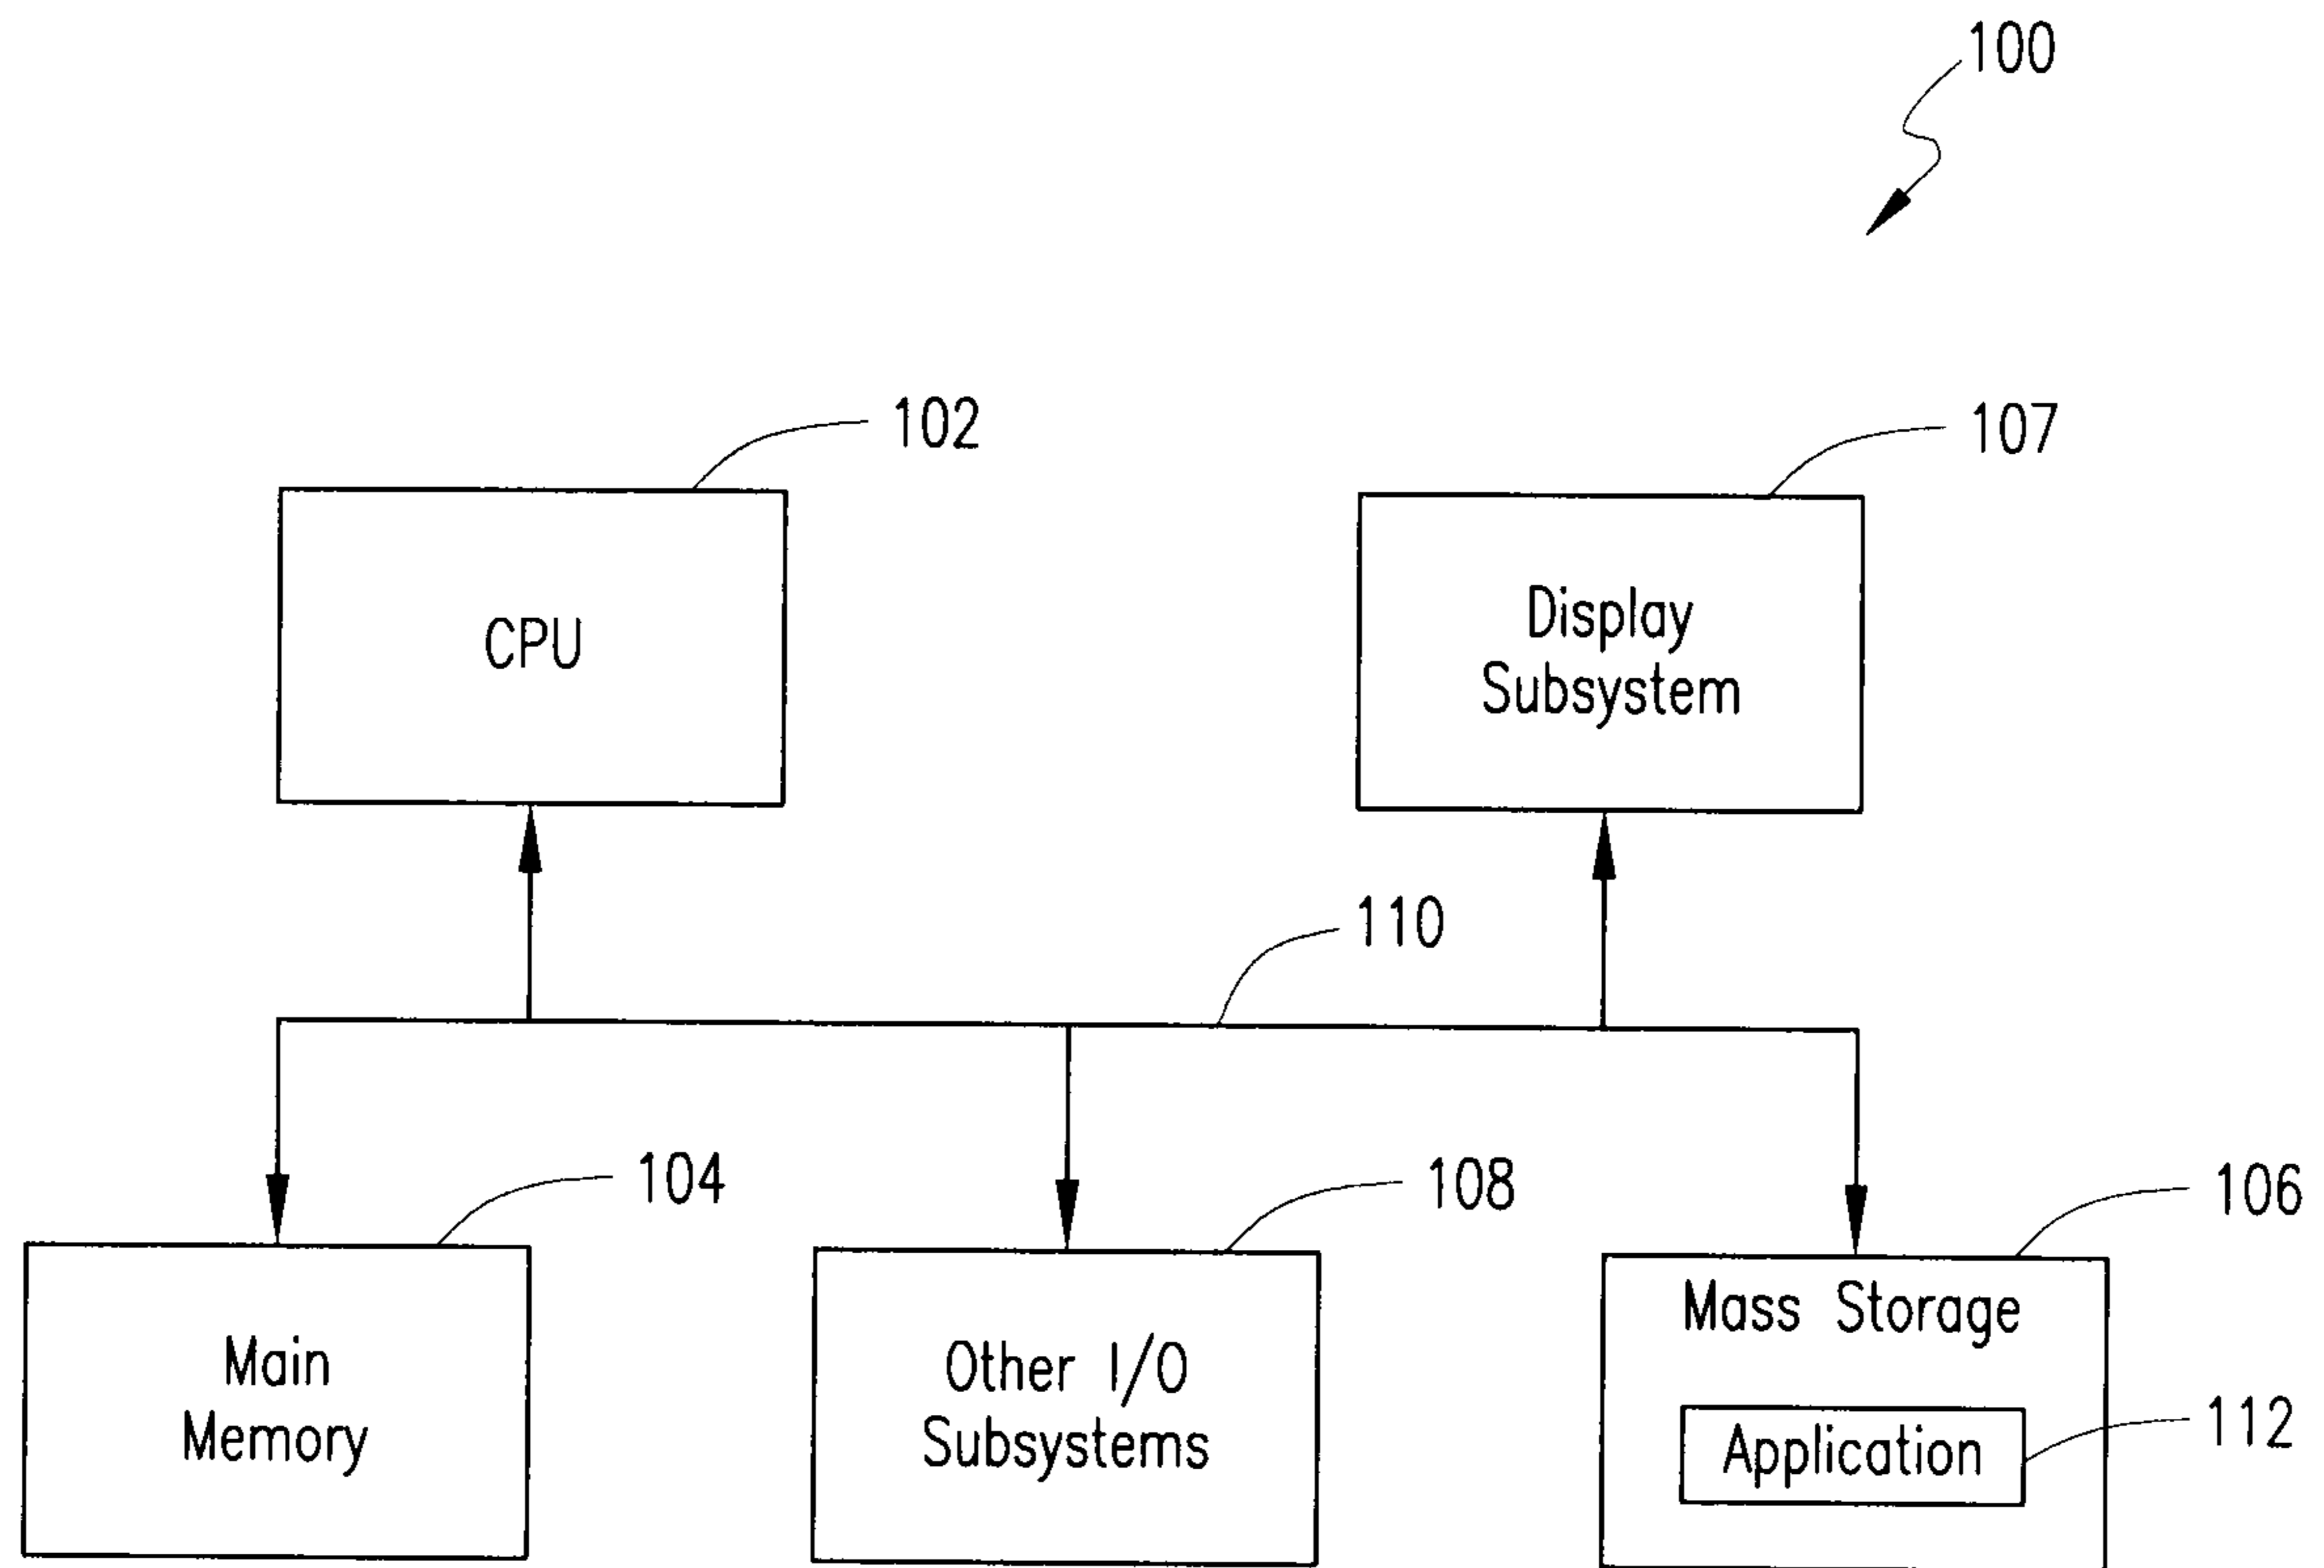 100
102
107
CPU
Display
Subsystem
110
104
108
106
Main
Memory
Other I/O
Subsystems
Mass Storage
Application
112